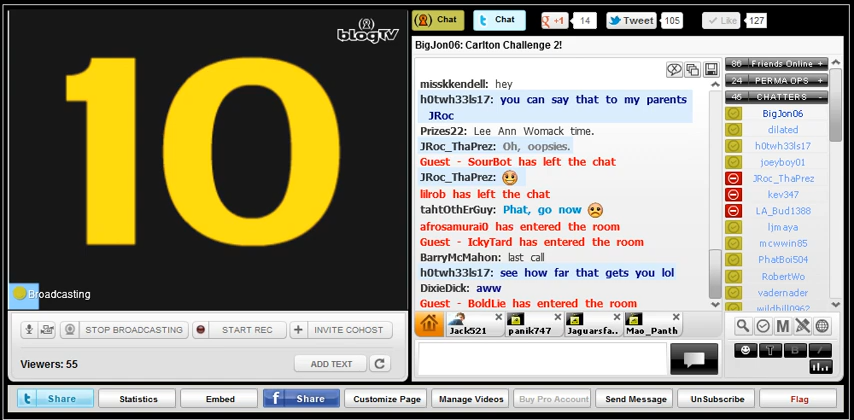 10
blogTV
Broadcasting
STOP BROADCASTING
START REC
INVITE COHOST
Viewers: 55
ADD TEXT
Chat
Chat
+1
14
Tweet
105
Like
127
BigJon06: Carlton Challenge 2!
misskkendell: hey
h0twh33ls17: you can say that to my parents
JRoc
Prizes22: Lee Ann Womack time.
JRoc_ThaPrez: Oh, oopsies.
Guest - SourBot has left the chat
JRoc_ThaPrez:
lilrob has left the chat
tahtOthErGuy: Phat, go now
afrosamurai0 has entered the room
Guest - IckyTard has entered the room
BarryMcMahon: last call
h0twh33ls17: see how far that gets you lol
DixieDick: aww
Guest - BoldLie has entered the room
86 Friends Online +
24 PERMA OPS +
45 CHATTERS -
BigJon06
dilated
h0twh33ls17
joeyboy01
JRoc_ThaPrez
kev347
LA_Bud1388
ljmaya
mcwwin85
PhatBoi504
RobertWo
vadernader
wildhill0962
Jack521
panik747
Jaguarsfa..
Mao_Panth
M
T
B
I
Share
Statistics
Embed
Share
Customize Page
Manage Videos
Buy Pro Account
Send Message
UnSubscribe
Flag